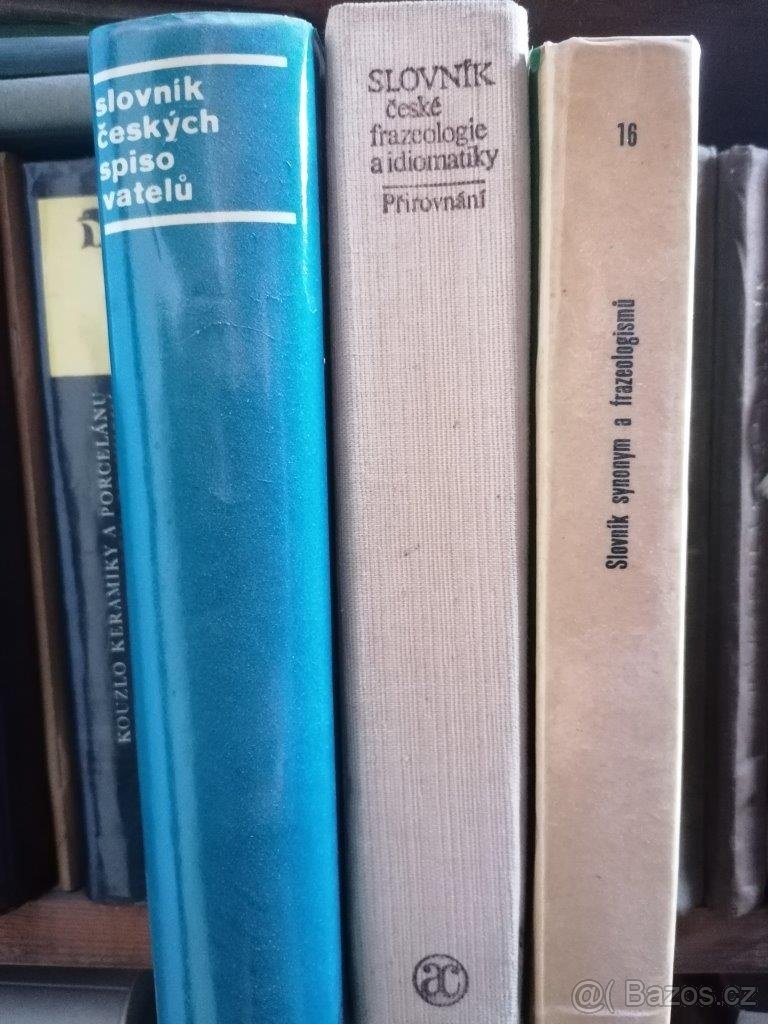 slovník
českých
spiso
vatelů
SLOVNÍK
české
frazeologie
a idiomatiky
Přirovnání
ac
16
Slovník synonym a frazeologismů
KOUZLO KERAMIKY A PORCELÁNU
@( Bazos.cz